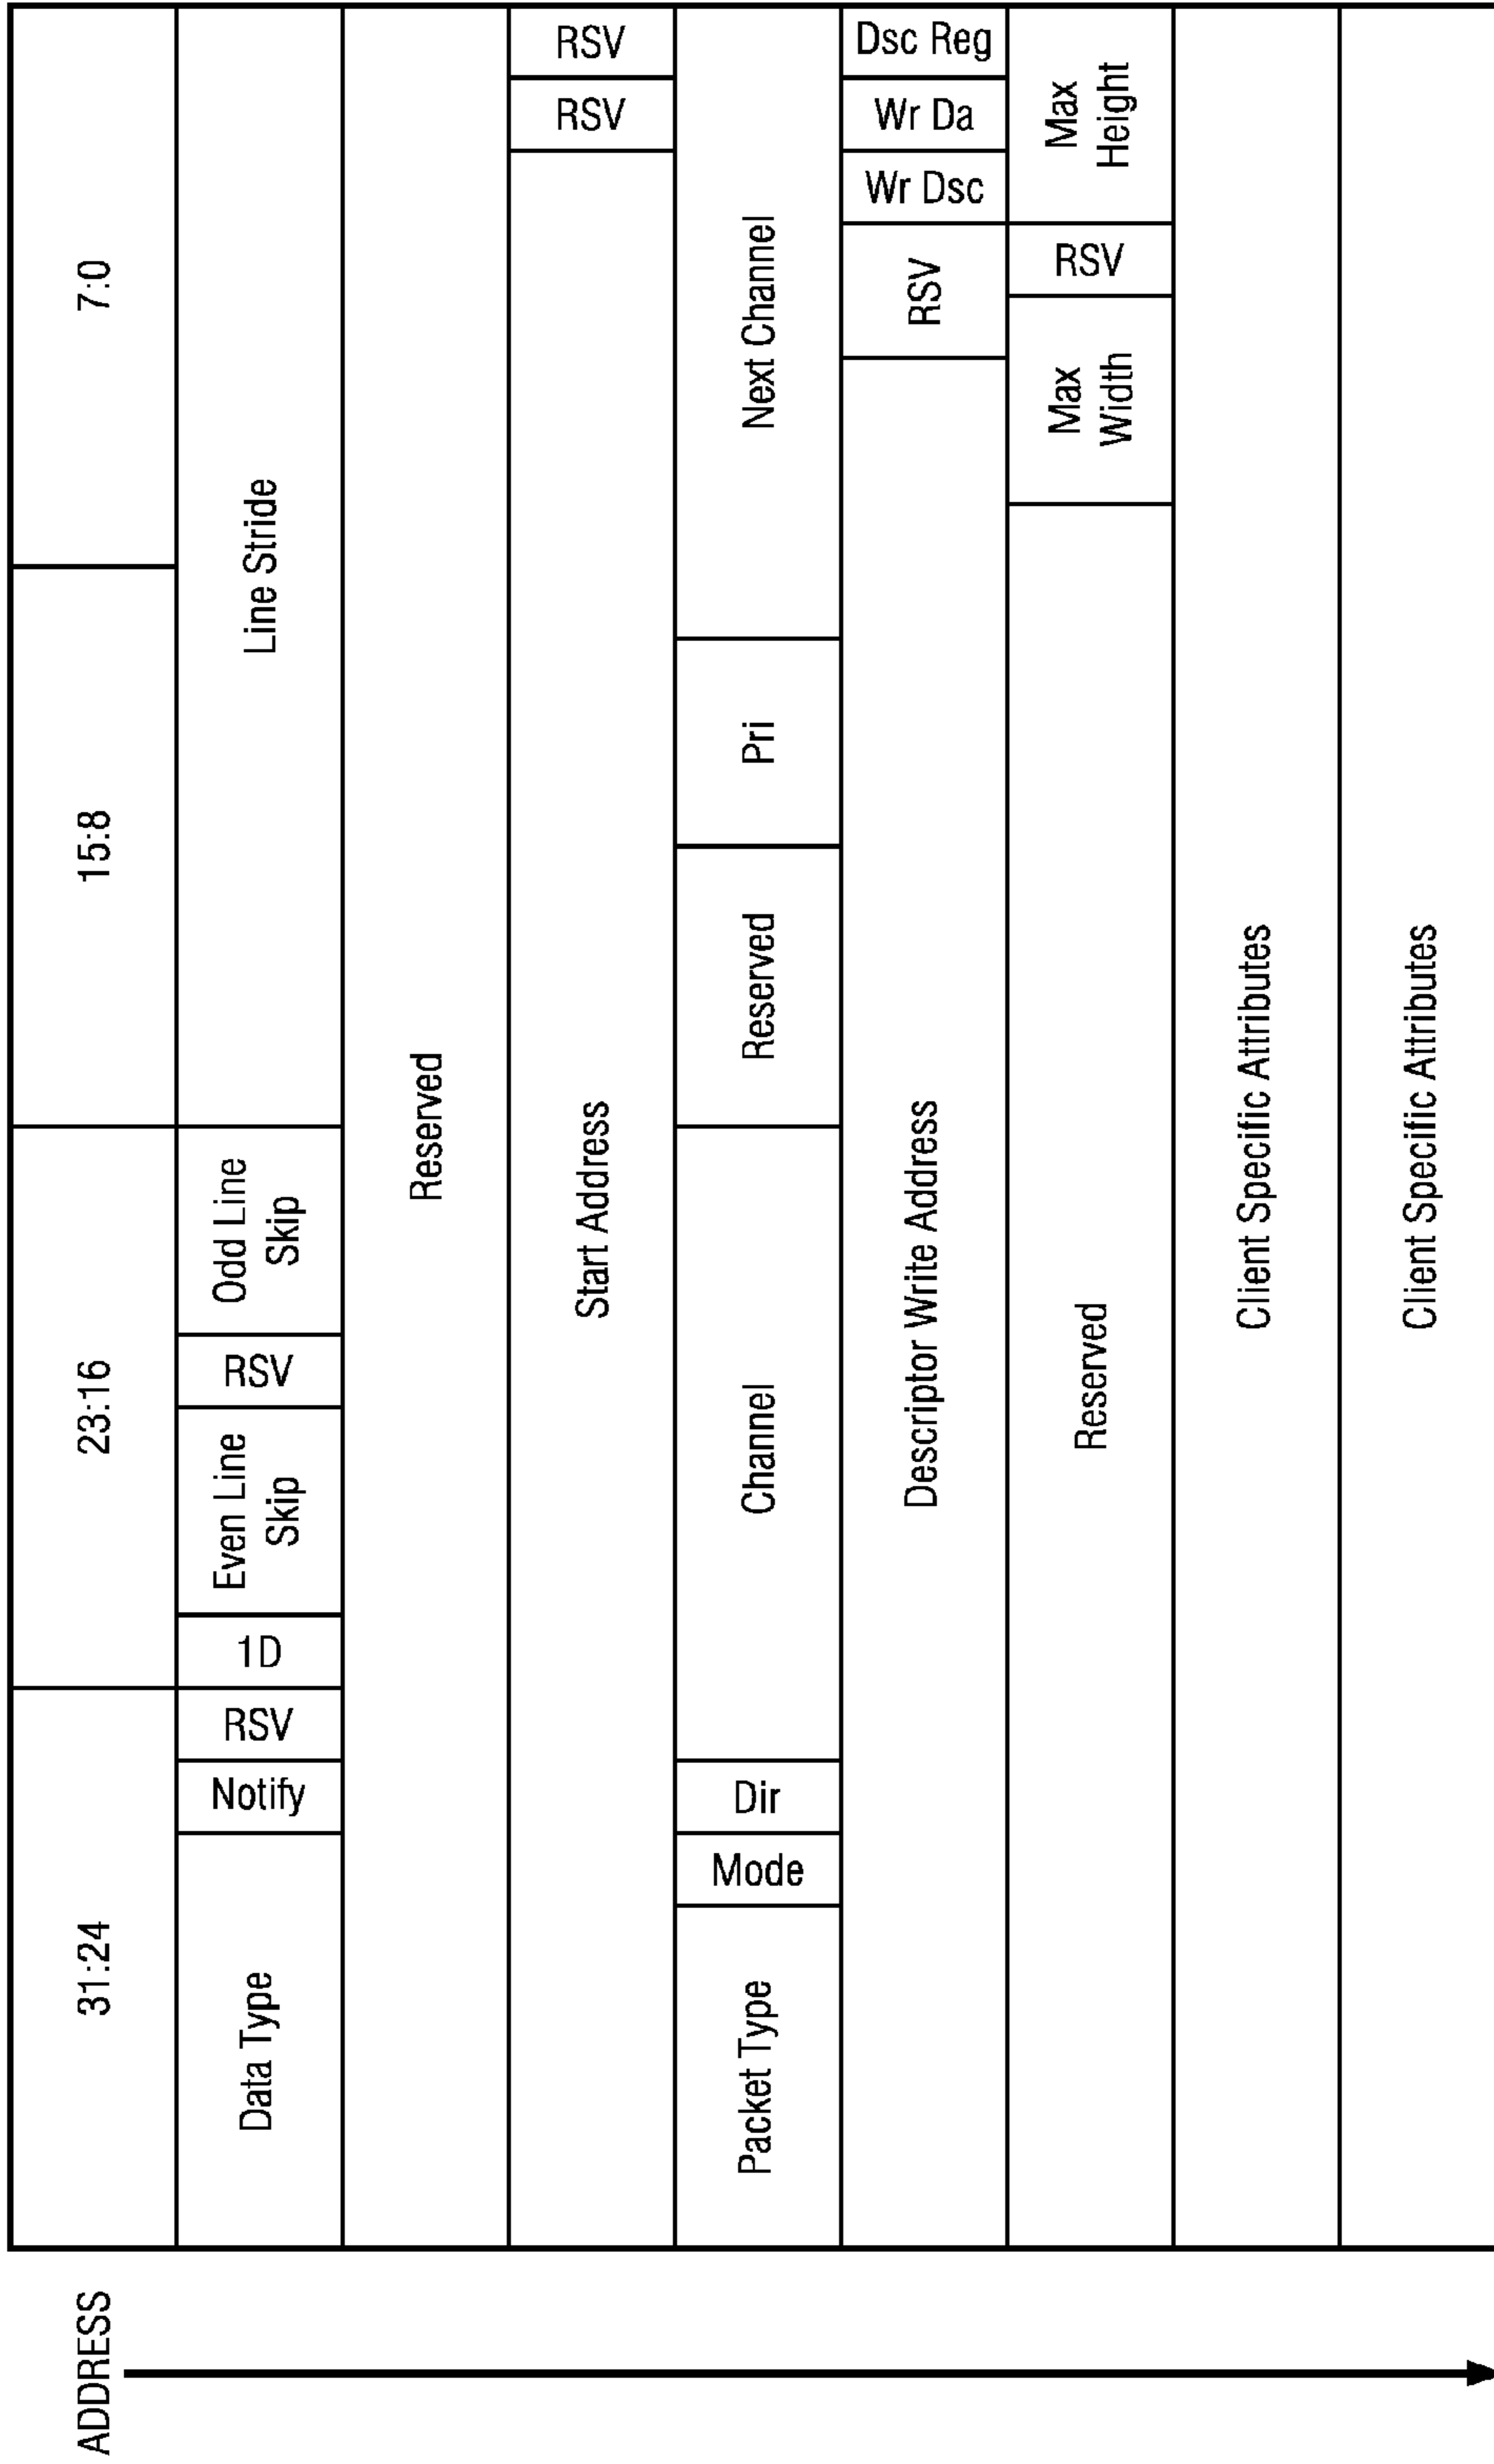 ADDRESS
31:24
23:16
15:8
7:0
Data Type
Notify
RSV
1D
Even Line
Skip
RSV
Odd Line
Skip
Line Stride
Reserved
Start Address
RSV
RSV
Packet Type
Mode
Dir
Channel
Reserved
Pri
Next Channel
Descriptor Write Address
RSV
Wr Dsc
Wr Da
Dsc Reg
Reserved
Max
Width
RSV
Max
Height
Client Specific Attributes
Client Specific Attributes